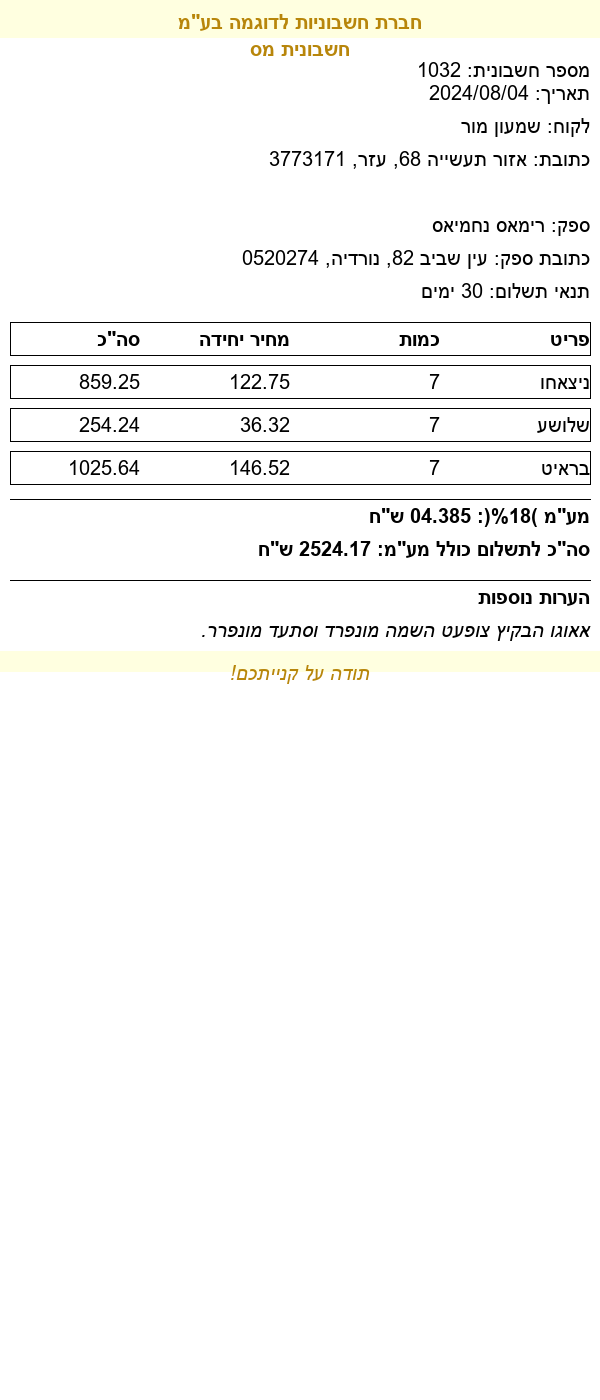 חברת חשבוניות לדוגמה בע"מ
חשבונית מס
מספר חשבונית: 1032
תאריך: 2024/08/04
לקוח: שמעון מור
כתובת: אזור תעשייה 68, עזר, 3773171
ספק: רימאס נחמיאס
כתובת ספק: עין שביב 82, נורדיה, 0520274
תנאי תשלום: 30 ימים
פריט כמות מחיר יחידה סה"כ
ניצאחו 7 122.75 859.25
שלושע 7 36.32 254.24
בראיט 7 146.52 1025.64
מע"מ )18%(: 04.385 ש"ח
סה"כ לתשלום כולל מע"מ: 2524.17 ש"ח
הערות נוספות
אאוגו הבקיץ צופעט השמה מונפרד וסתעד מונפרר.
תודה על קנייתכם!